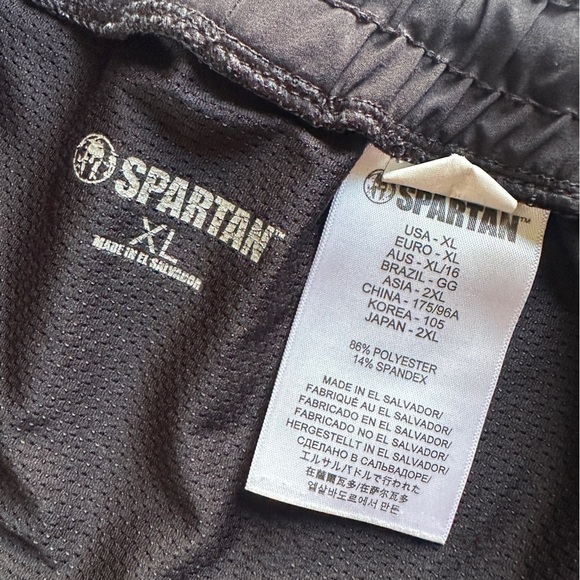 SPARTAN™
XL
MADE IN EL SALVADOR
SPARTAN™
USA - XL
EURO - XL
AUS - XL/16
BRAZIL - GG
ASIA - 2XL
CHINA - 175/96A
KOREA - 105
JAPAN - 2XL
86% POLYESTER
14% SPANDEX
MADE IN EL SALVADOR/
FABRIQUÉ AU EL SALVADOR/
FABRICADO EN EL SALVADOR/
FABRICADO NO EL SALVADOR/
HERGESTELLT IN EL SALVADOR/
СДЕЛАНО В САЛЬВАДОРЕ/
エルサルバドルで行われた
在薩爾瓦多/在萨尔瓦多
엘살바도르에서 만든